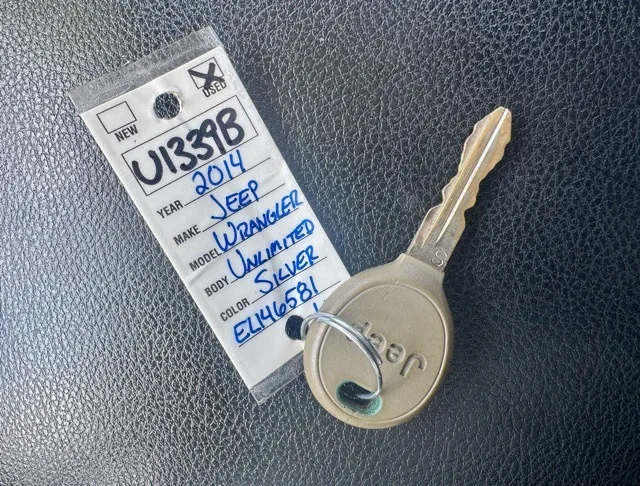 NEW
USED
U1339B
YEAR 2014
MAKE JEEP
MODEL WRANGLER
BODY UNLIMITED
COLOR SILVER
EL146581
Jeep
S